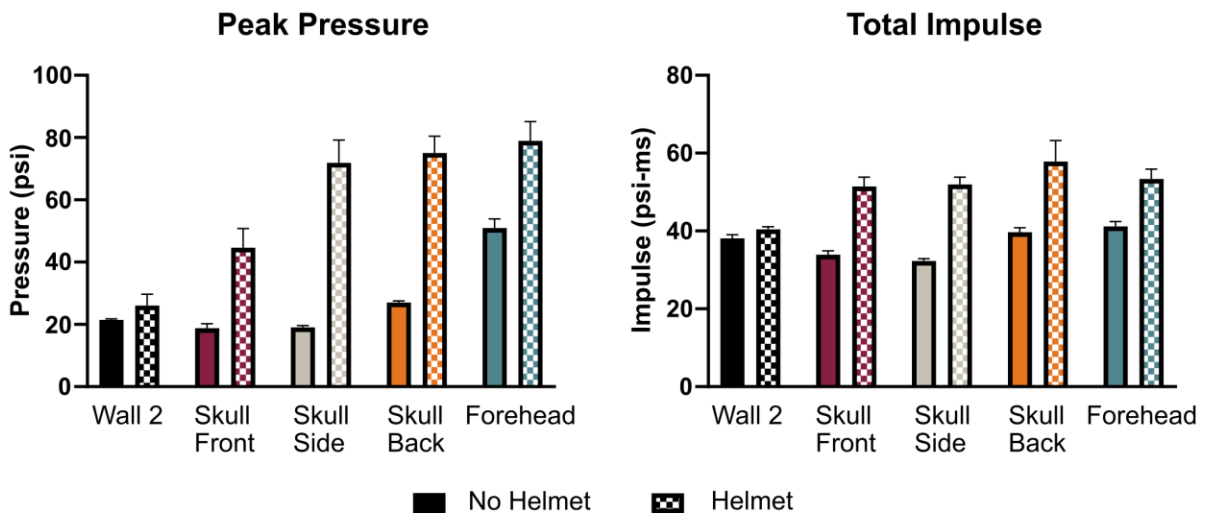 Peak Pressure
Pressure (psi)
100
80
60
40
20
0
Wall 2
Skull
Front
Skull
Side
Skull
Back
Forehead
Total Impulse
Impulse (psi-ms)
80
60
40
20
0
Wall 2
Skull
Front
Skull
Side
Skull
Back
Forehead
No Helmet
Helmet